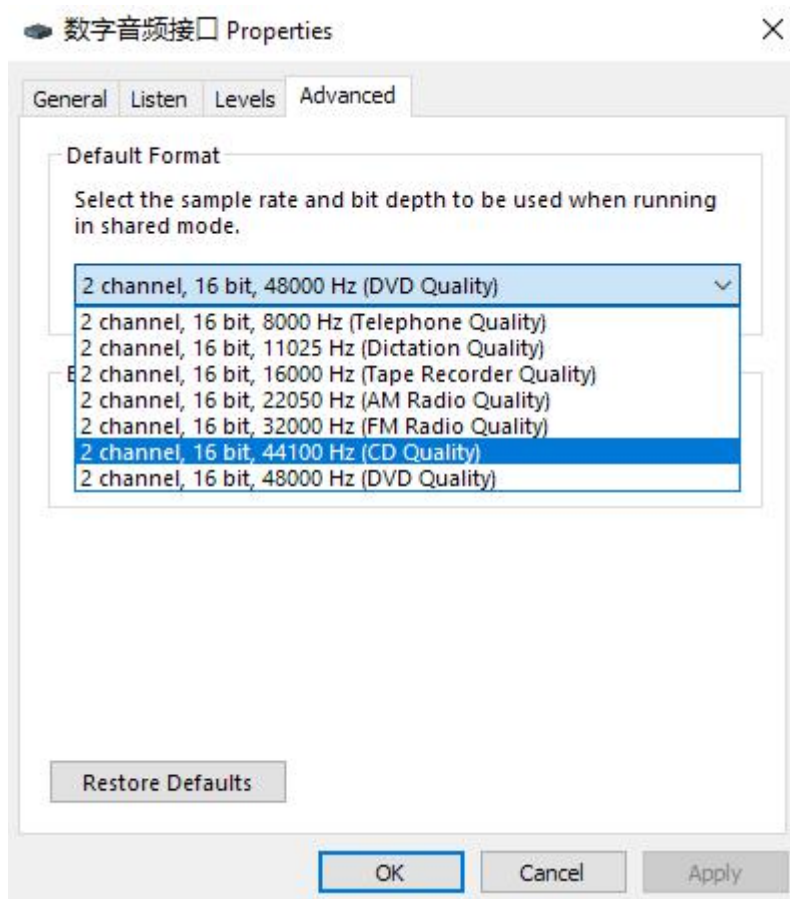 数字音频接口 Properties
General Listen Levels Advanced
Default Format
Select the sample rate and bit depth to be used when running
in shared mode.
2 channel, 16 bit, 48000 Hz (DVD Quality)
2 channel, 16 bit, 8000 Hz (Telephone Quality)
2 channel, 16 bit, 11025 Hz (Dictation Quality)
2 channel, 16 bit, 16000 Hz (Tape Recorder Quality)
2 channel, 16 bit, 22050 Hz (AM Radio Quality)
2 channel, 16 bit, 32000 Hz (FM Radio Quality)
2 channel, 16 bit, 44100 Hz (CD Quality)
2 channel, 16 bit, 48000 Hz (DVD Quality)
Restore Defaults
OK Cancel Apply